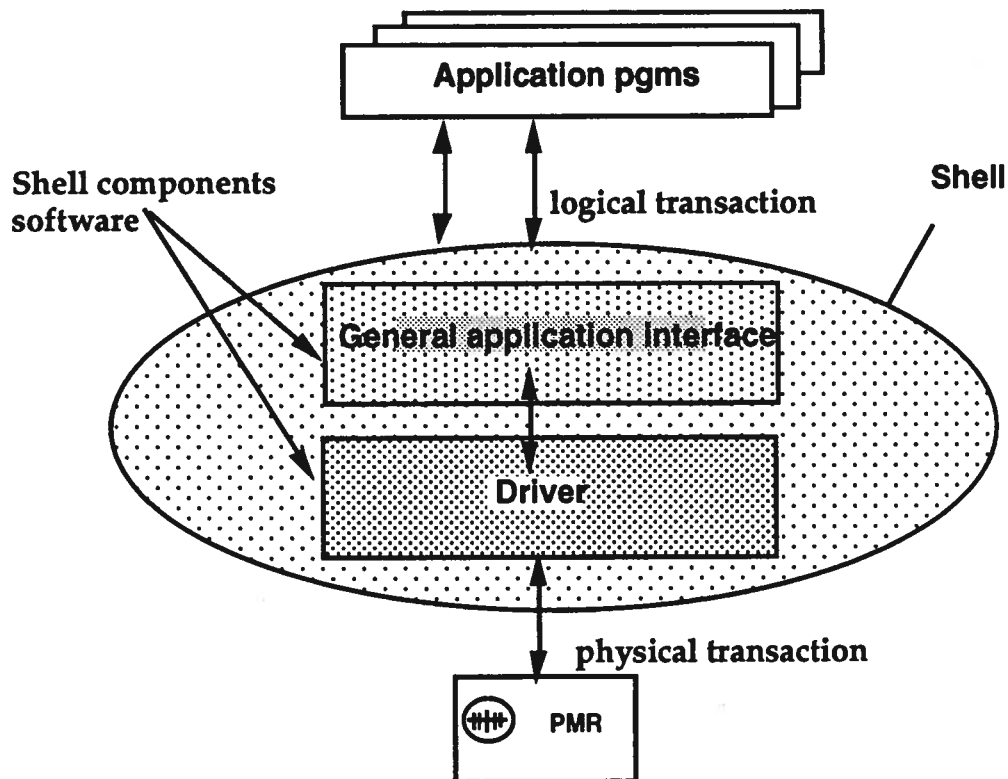 Application pgms
Shell components
software
Shell
logical transaction
General application Interface
Driver
physical transaction
PMR